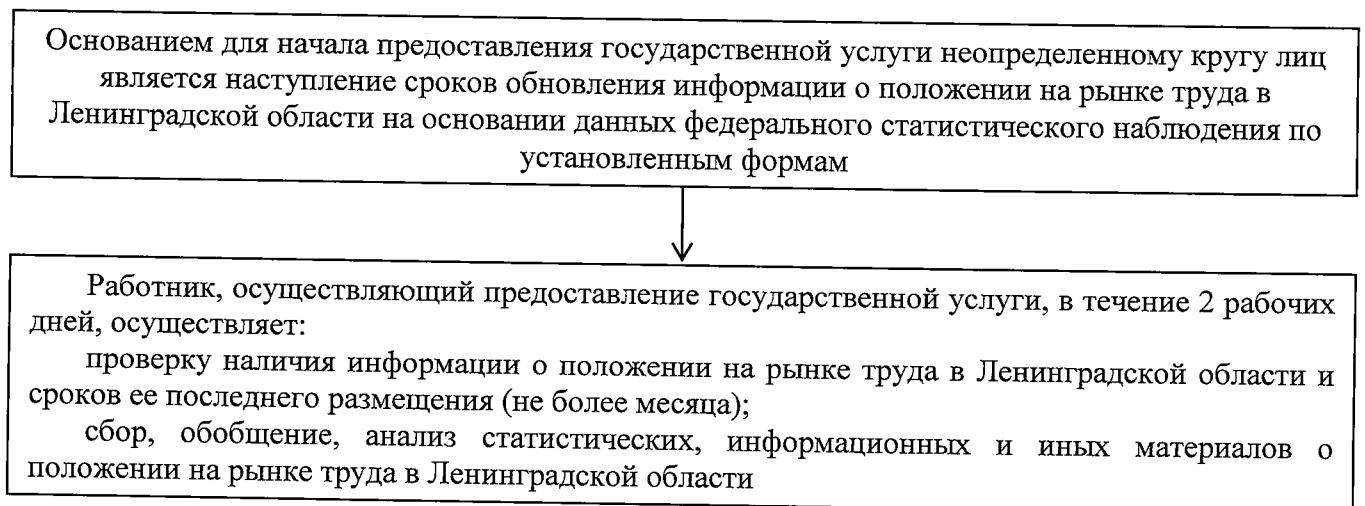 Основанием для начала предоставления государственной услуги неопределенному кругу лиц
является наступление сроков обновления информации о положении на рынке труда в
Ленинградской области на основании данных федерального статистического наблюдения по
установленным формам
Работник, осуществляющий предоставление государственной услуги, в течение 2 рабочих
дней, осуществляет:
проверку наличия информации о положении на рынке труда в Ленинградской области и
сроков ее последнего размещения (не более месяца);
сбор, обобщение, анализ статистических, информационных и иных материалов о
положении на рынке труда в Ленинградской области